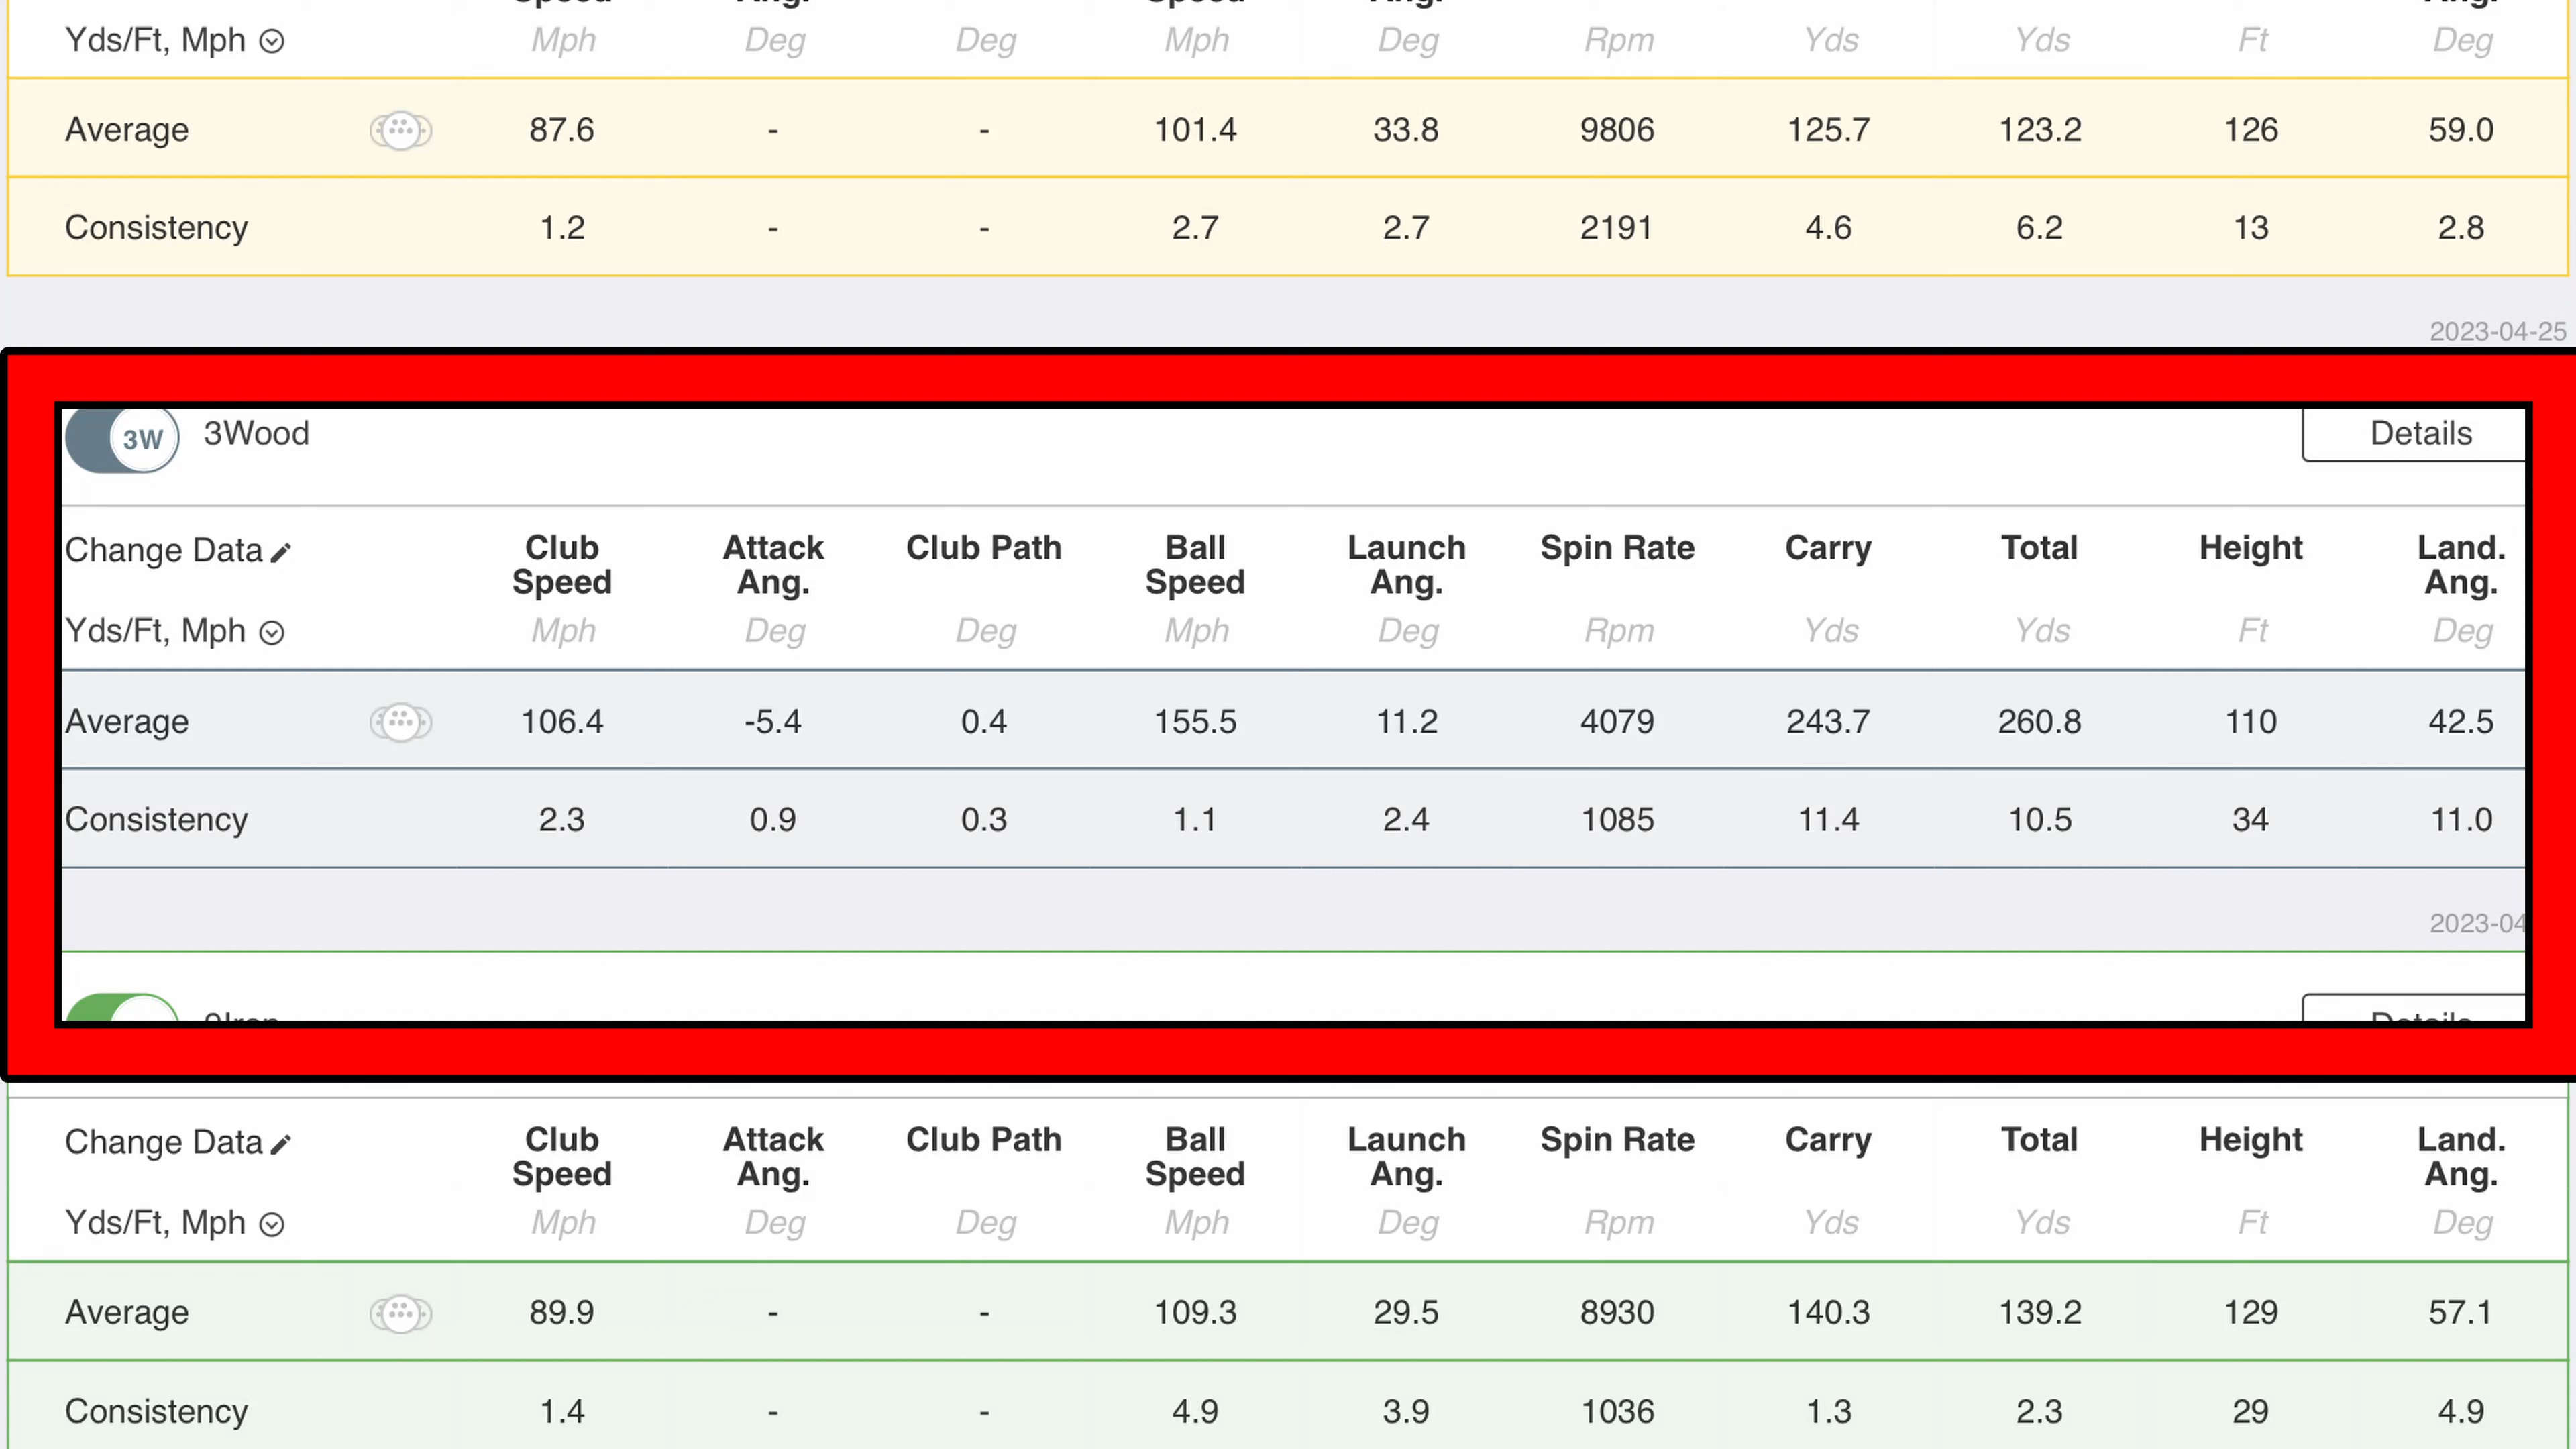 Speed Ang. Speed Ang. Ang.
Yds/Ft, Mph Mph Deg Deg Mph Deg Rpm Yds Yds Ft Deg
Average 87.6 - - 101.4 33.8 9806 125.7 123.2 126 59.0
Consistency 1.2 - - 2.7 2.7 2191 4.6 6.2 13 2.8
2023-04-25
3W 3Wood Details
Change Data Club Attack Club Path Ball Launch Spin Rate Carry Total Height Land.
Speed Ang. Speed Ang. Ang.
Yds/Ft, Mph Mph Deg Deg Mph Deg Rpm Yds Yds Ft Deg
Average 106.4 -5.4 0.4 155.5 11.2 4079 243.7 260.8 110 42.5
Consistency 2.3 0.9 0.3 1.1 2.4 1085 11.4 10.5 34 11.0
2023-04
9Iron Details
Change Data Club Attack Club Path Ball Launch Spin Rate Carry Total Height Land.
Speed Ang. Speed Ang. Ang.
Yds/Ft, Mph Mph Deg Deg Mph Deg Rpm Yds Yds Ft Deg
Average 89.9 - - 109.3 29.5 8930 140.3 139.2 129 57.1
Consistency 1.4 - - 4.9 3.9 1036 1.3 2.3 29 4.9